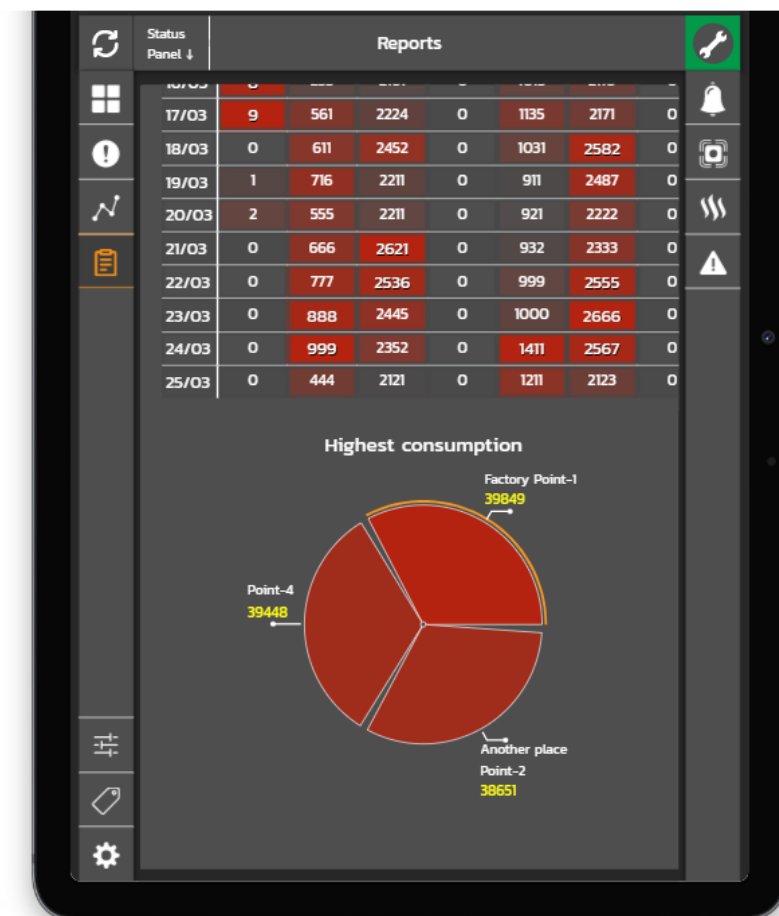 Status
Panel ↓
Reports
17/03 9 561 2224 0 1135 2171 0
18/03 0 611 2452 0 1031 2582 0
19/03 1 716 2211 0 911 2487 0
20/03 2 555 2211 0 921 2222 0
21/03 0 666 2621 0 932 2333 0
22/03 0 777 2536 0 999 2555 0
23/03 0 888 2445 0 1000 2666 0
24/03 0 999 2352 0 1411 2567 0
25/03 0 444 2121 0 1211 2123 0
Highest consumption
Factory Point-1
39849
Point-4
39448
Another place
Point-2
38651